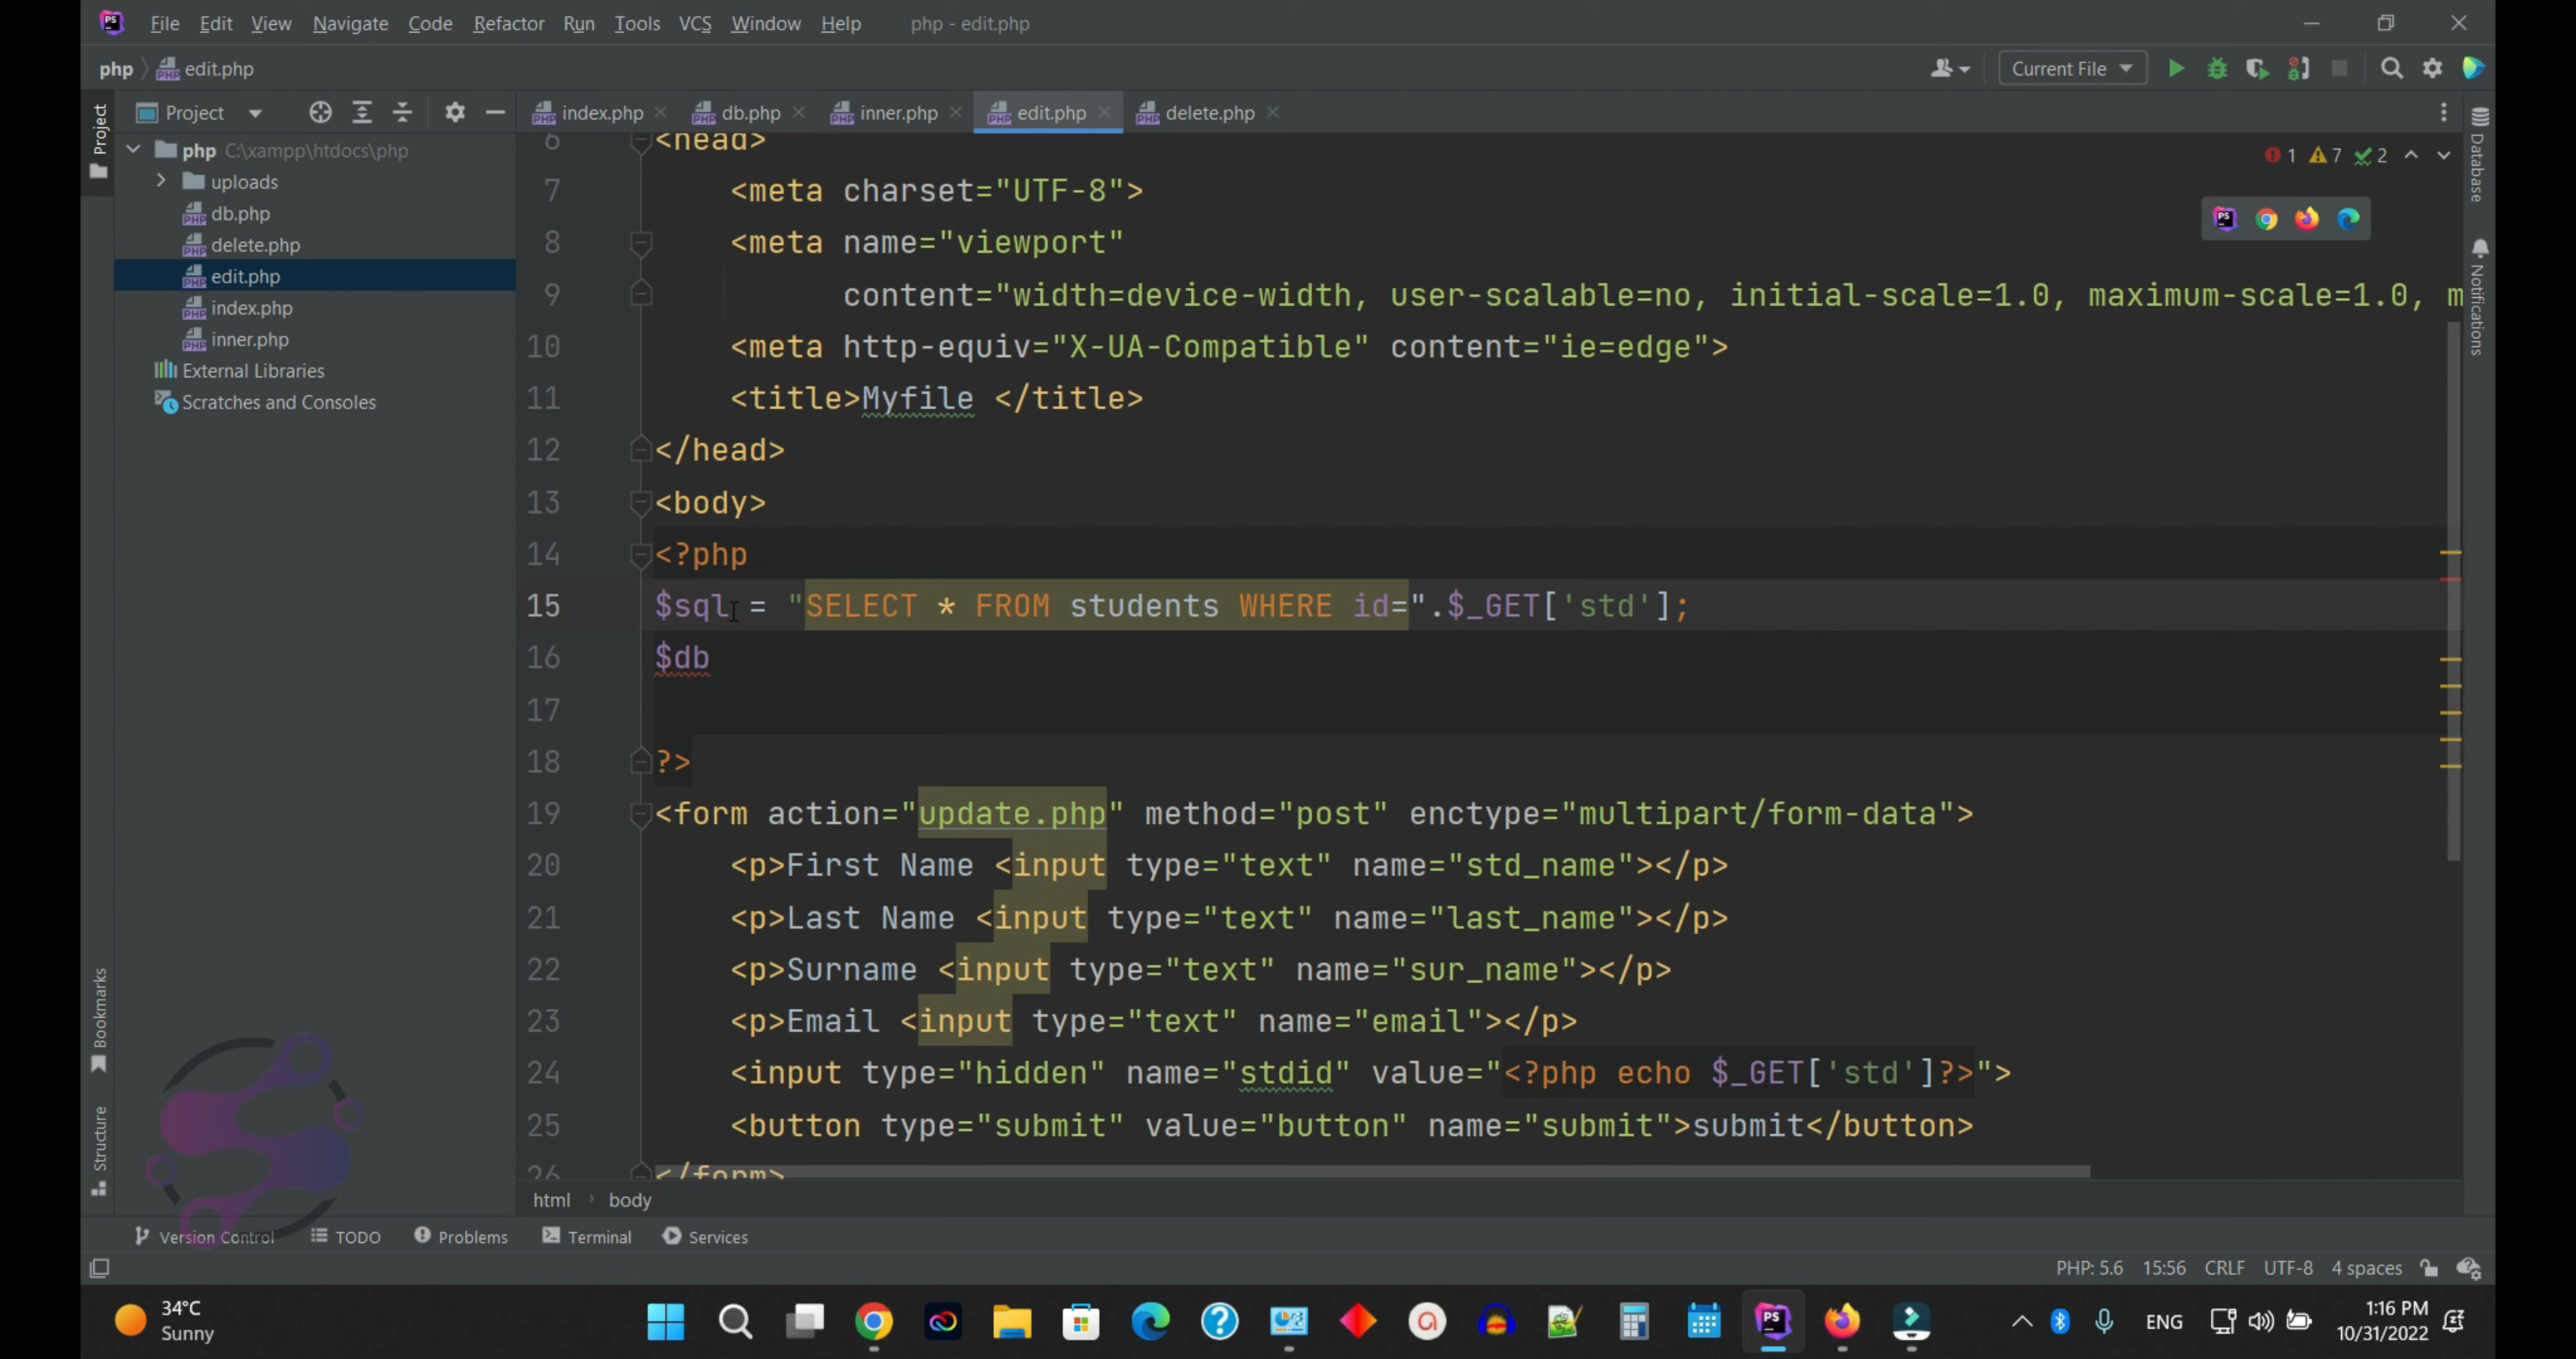 File Edit View Navigate Code Refactor Run Tools VCS Window Help php - edit.php
php edit.php Current File
Project Project index.php db.php inner.php edit.php delete.php
php C:\xampp\htdocs\php
uploads
db.php
delete.php
edit.php
index.php
inner.php
External Libraries
Scratches and Consoles
1 7 2
Database
Notifications
6 <head>
7 <meta charset="UTF-8">
8 <meta name="viewport"
9 content="width=device-width, user-scalable=no, initial-scale=1.0, maximum-scale=1.0, m
10 <meta http-equiv="X-UA-Compatible" content="ie=edge">
11 <title>Myfile </title>
12 </head>
13 <body>
14 <?php
15 $sql = "SELECT * FROM students WHERE id=".$_GET['std'];
16 $db
17
18 ?>
19 <form action="update.php" method="post" enctype="multipart/form-data">
20 <p>First Name <input type="text" name="std_name"></p>
21 <p>Last Name <input type="text" name="last_name"></p>
22 <p>Surname <input type="text" name="sur_name"></p>
23 <p>Email <input type="text" name="email"></p>
24 <input type="hidden" name="stdid" value="<?php echo $_GET['std']?>">
25 <button type="submit" value="button" name="submit">submit</button>
26 </form>
Bookmarks
Structure
html body
Version Control TODO Problems Terminal Services
PHP: 5.6 15:56 CRLF UTF-8 4 spaces
34°C
Sunny
PS
ENG
1:16 PM
10/31/2022